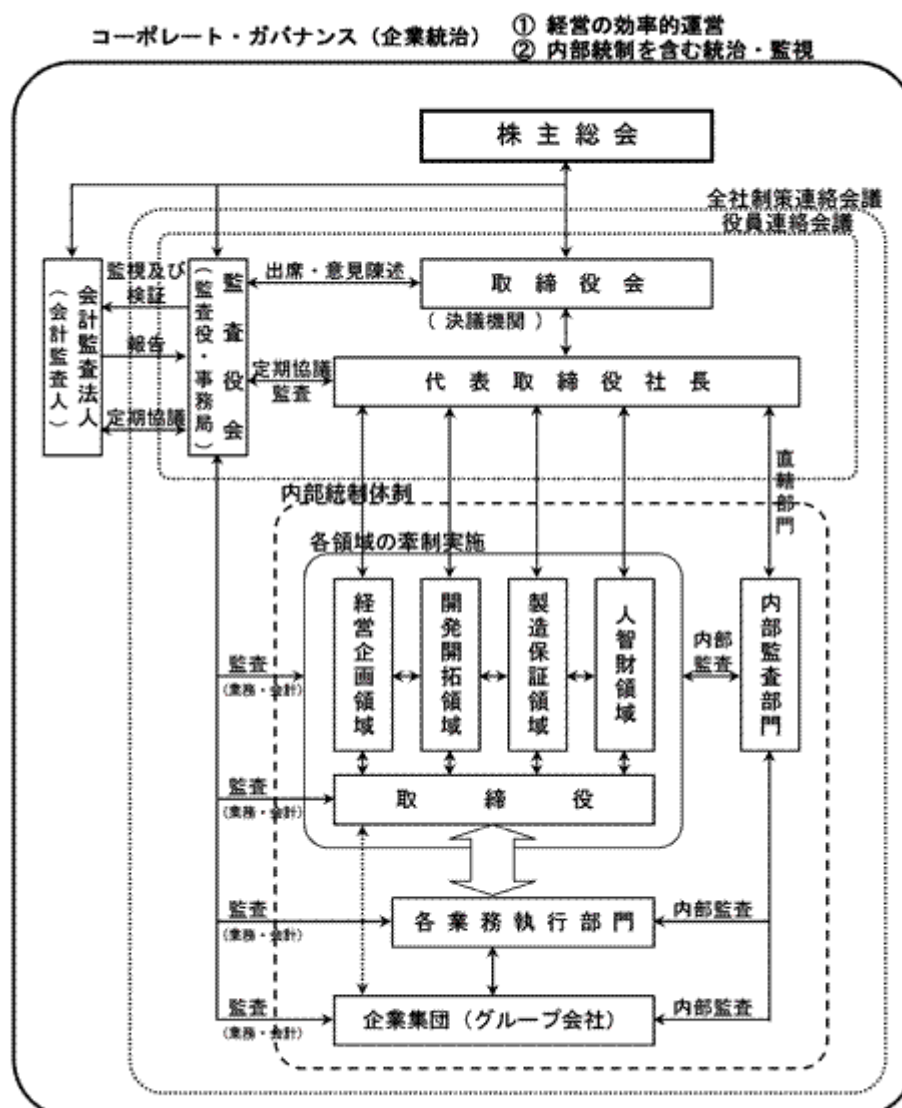 コーポレート・ガバナンス（企業統治）
① 経営の効率的運営
② 内部統制を含む統治・監視
株主総会
全社制策連絡会議
役員連絡会議
監視及び
検証
報告
定期協議
会計監査法人
（会計監査人）
監査役会
（監査役・事務局）
出席・意見陳述
取締役会
（決議機関）
定期協議
監査
代表取締役社長
直轄部門
内部統制体制
各領域の牽制実施
経営企画領域
開発開拓領域
製造保証領域
人智財領域
内部
監査
内部監査部門
監査
（業務・会計）
取締役
監査
（業務・会計）
監査
（業務・会計）
各業務執行部門
内部監査
監査
（業務・会計）
企業集団（グループ会社）
内部監査